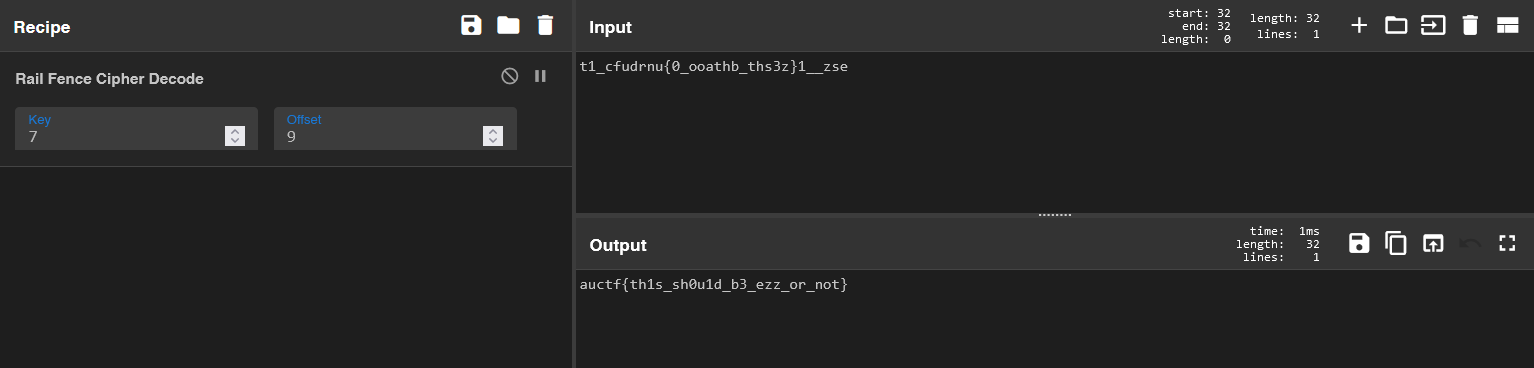 Recipe
Rail Fence Cipher Decode
Key
7
Offset
9
Input
start: 32
end: 32
length: 0
length: 32
lines: 1
t1_cfudrnu{0_ooathb_ths3z}1__zse
Output
time: 1ms
length: 32
lines: 1
auctf{th1s_sh0u1d_b3_ezz_or_not}